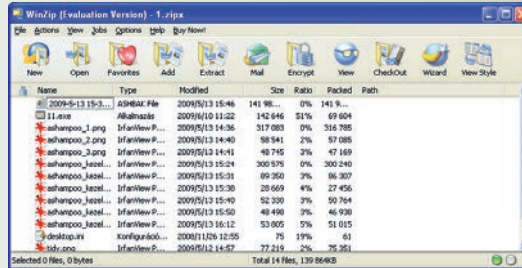 WinZip (Evaluation Version) - 1.zipx
File Actions View Jobs Options Help Buy Now!
New Open Favorites Add Extract Mail Encrypt View CheckOut Wizard View Style
Name Type Modified Size Ratio Packed Path
2009-5-13 15-3... ASHBAK File 2009/5/13 15:46 141 98... 0% 141 9...
11.exe Alkalmazás 2009/6/10 11:22 142 646 51% 69 604
ashampoo_1.png IrfanView P... 2009/5/13 14:36 317 083 0% 316 785
ashampoo_2.png IrfanView P... 2009/5/13 14:40 58 541 2% 57 085
ashampoo_3.png IrfanView P... 2009/5/13 14:41 48 745 3% 47 169
ashampoo_kezel... IrfanView P... 2009/5/13 15:24 300 575 0% 300 240
ashampoo_kezel... IrfanView P... 2009/5/13 15:31 89 350 3% 86 307
ashampoo_kezel... IrfanView P... 2009/5/13 15:38 28 669 4% 27 456
ashampoo_kezel... IrfanView P... 2009/5/13 15:40 52 330 3% 50 764
ashampoo_kezel... IrfanView P... 2009/5/13 15:50 48 498 3% 46 938
ashampoo_kezel... IrfanView P... 2009/5/13 16:12 53 805 5% 51 015
desktop.ini Konfiguráció... 2008/11/26 12:55 75 19% 61
tidy.png IrfanView P... 2009/5/12 14:57 77 219 2% 75 351
Selected 0 files, 0 bytes Total 14 files, 139 864KB